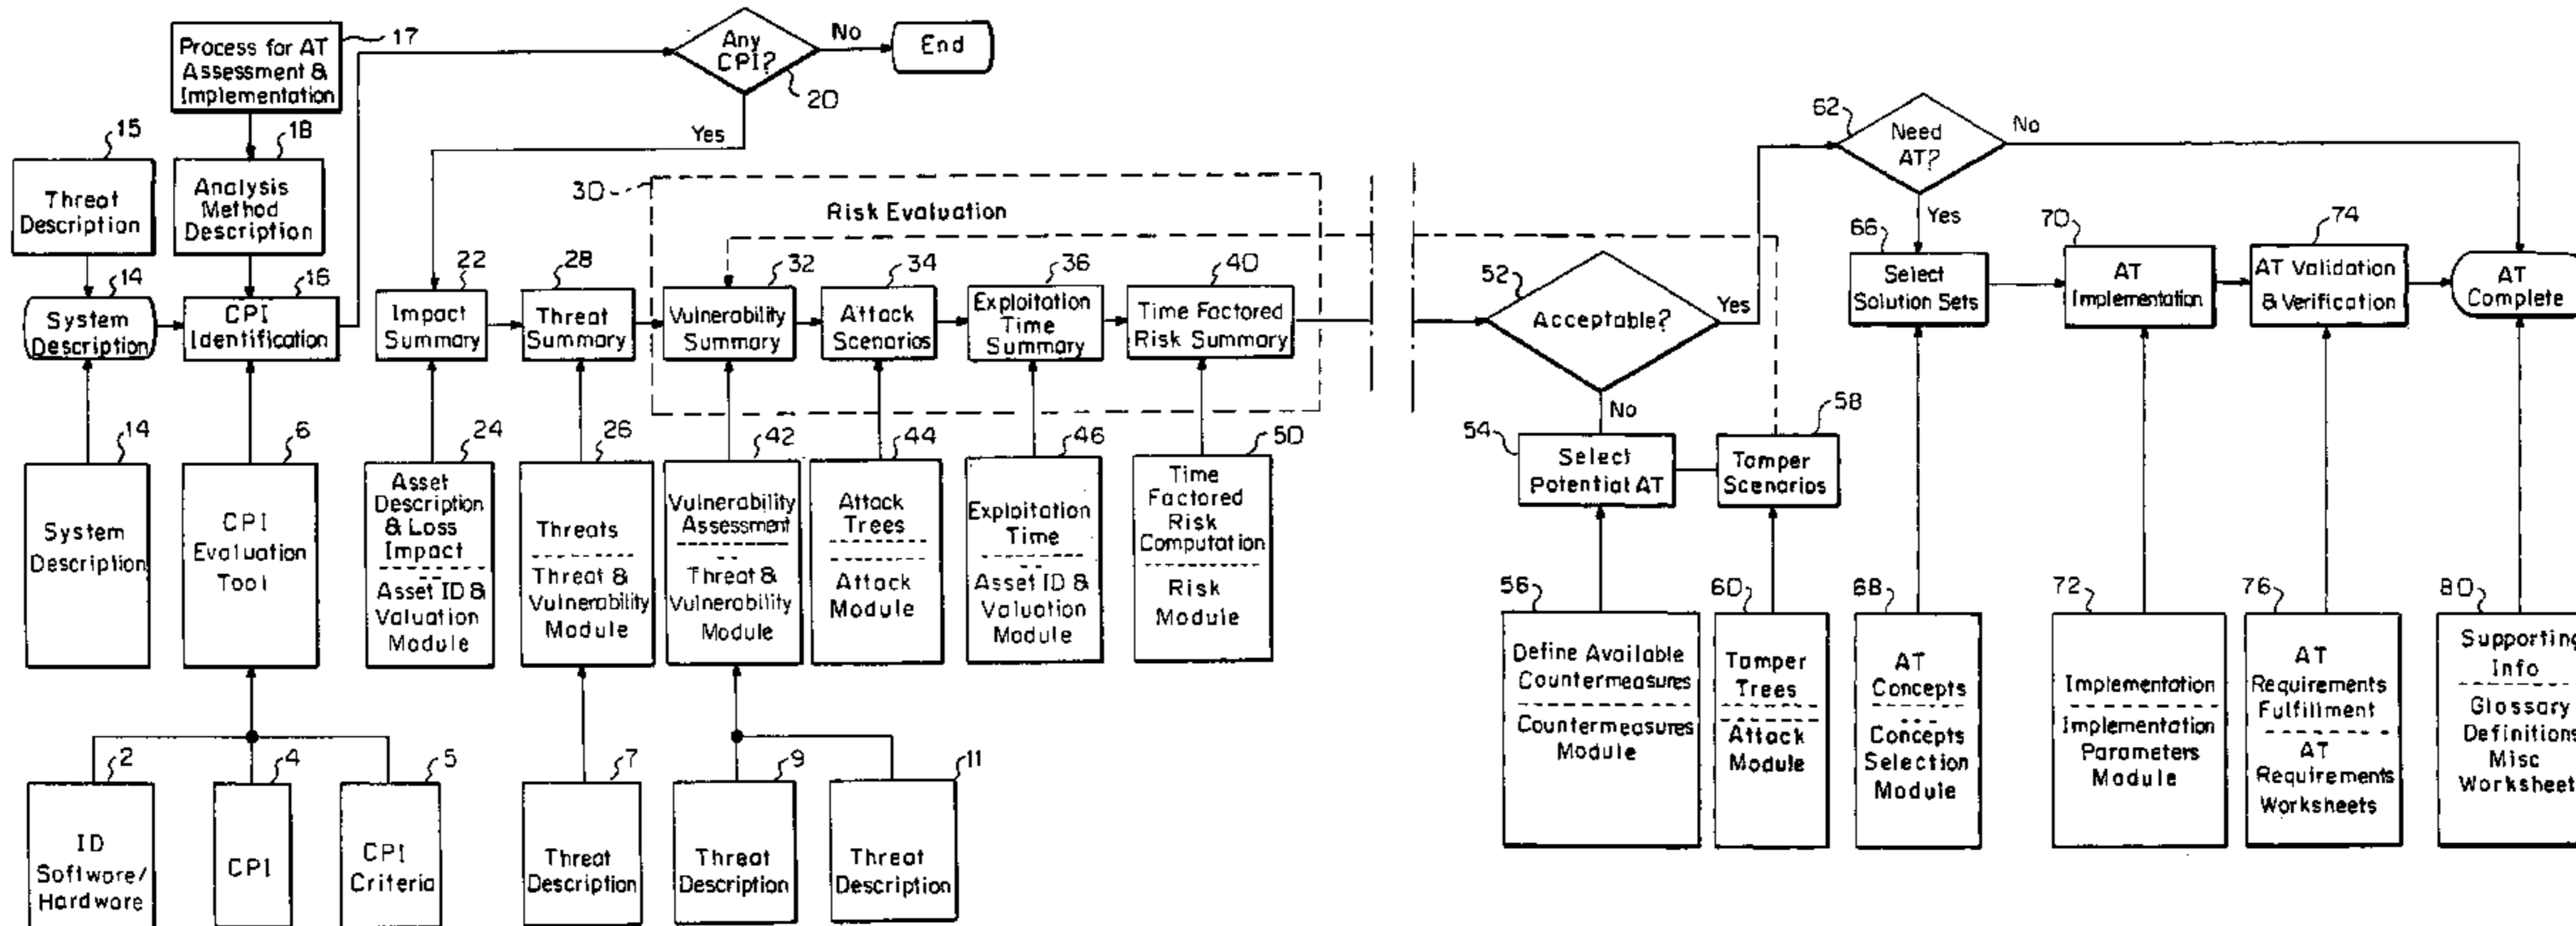 Process for AT
Assessment &
Implementation
17
Any
CPI?
No
End
20
Yes
15
Threat
Description
18
Analysis
Method
Description
14
System
Description
16
CPI
Identification
22
Impact
Summary
28
Threat
Summary
30
Risk Evaluation
32
Vulnerability
Summary
34
Attack
Scenarios
36
Exploitation
Time
Summary
40
Time Factored
Risk Summary
52
Acceptable?
Yes
No
62
Need
AT?
No
Yes
66
Select
Solution Sets
70
AT
Implementation
74
AT Validation
& Verification
AT
Complete
54
Select
Potential AT
58
Tamper
Scenarios
14
System
Description
6
CPI
Evaluation
Tool
24
Asset
Description
& Loss
Impact
Asset ID &
Valuation
Module
26
Threats
Threat &
Vulnerability
Module
42
Vulnerability
Assessment
Threat &
Vulnerability
Module
44
Attack
Trees
Attack
Module
46
Exploitation
Time
Asset ID &
Valuation
Module
50
Time
Factored
Risk
Computation
Risk
Module
56
Define Available
Countermeasures
Countermeasures
Module
60
Tamper
Trees
Attack
Module
68
AT
Concepts
Concepts
Selection
Module
72
Implementation
Implementation
Parameters
Module
76
AT
Requirements
Fulfillment
AT
Requirements
Worksheets
80
Supporting
Info
Glossary
Definitions
Misc
Worksheet
2
ID
Software/
Hardware
4
CPI
5
CPI
Criteria
7
Threat
Description
9
Threat
Description
11
Threat
Description